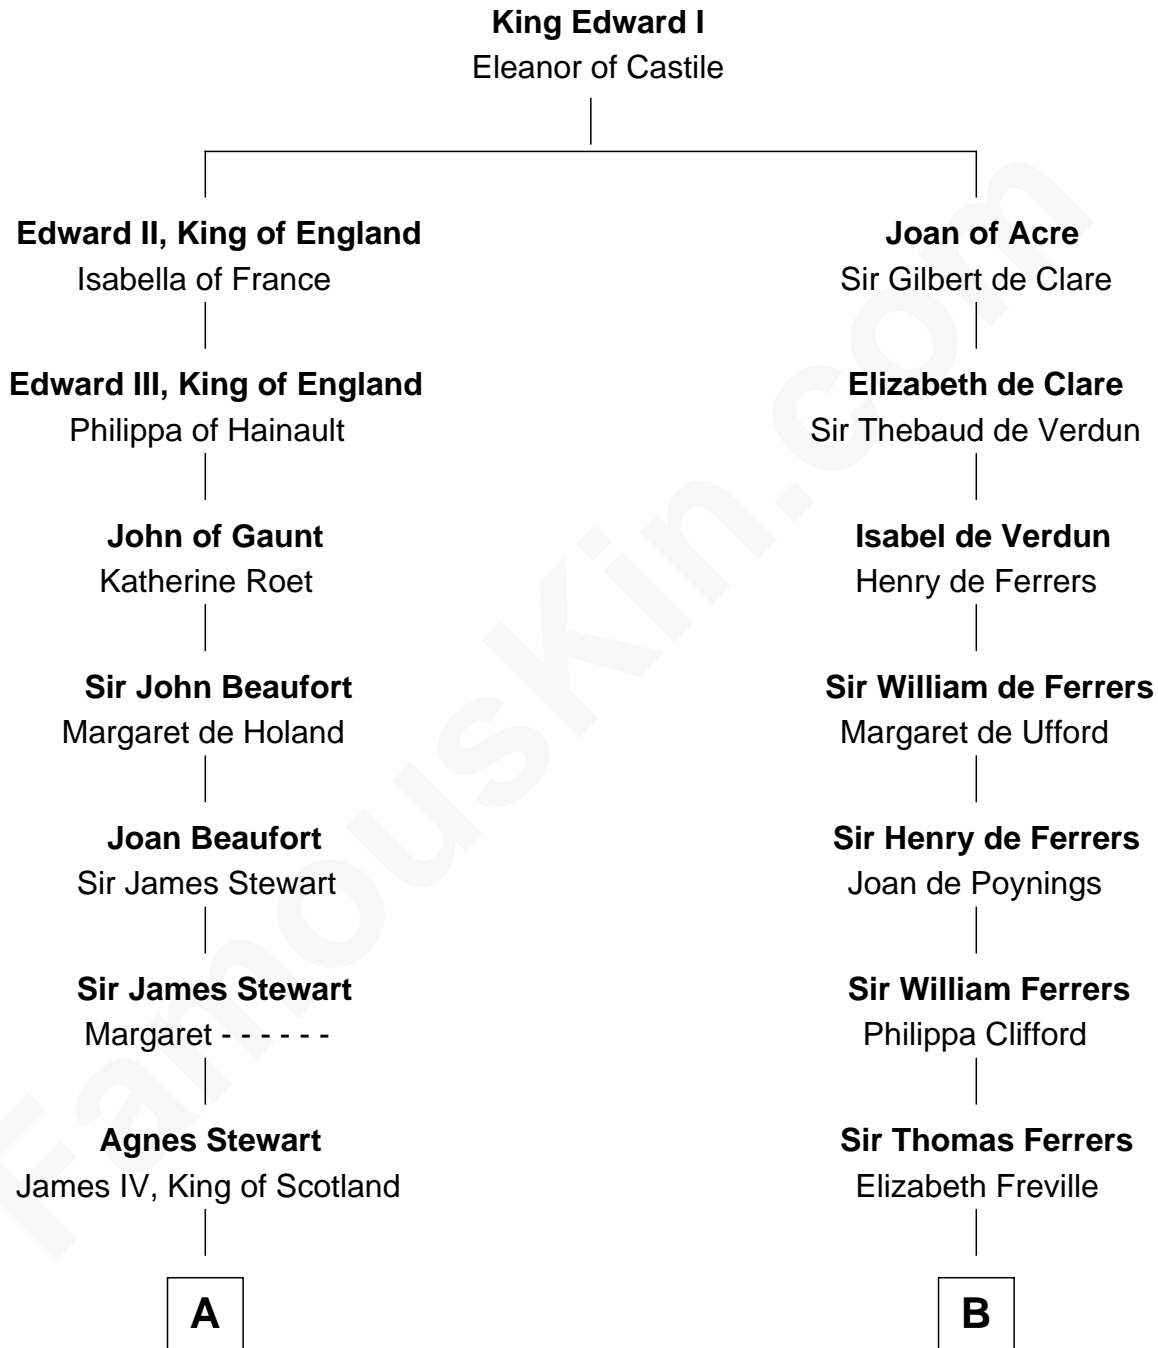 King Edward I
Eleanor of Castile
Edward II, King of England
Isabella of France
Joan of Acre
Sir Gilbert de Clare
Edward III, King of England
Philippa of Hainault
Elizabeth de Clare
Sir Thebaud de Verdun
John of Gaunt
Katherine Roet
Isabel de Verdun
Henry de Ferrers
Sir John Beaufort
Margaret de Holand
Sir William de Ferrers
Margaret de Ufford
Joan Beaufort
Sir James Stewart
Sir Henry de Ferrers
Joan de Poynings
Sir James Stewart
Margaret - - - - - -
Sir William Ferrers
Philippa Clifford
Agnes Stewart
James IV, King of Scotland
Sir Thomas Ferrers
Elizabeth Freville
A
B
FamousKin.com